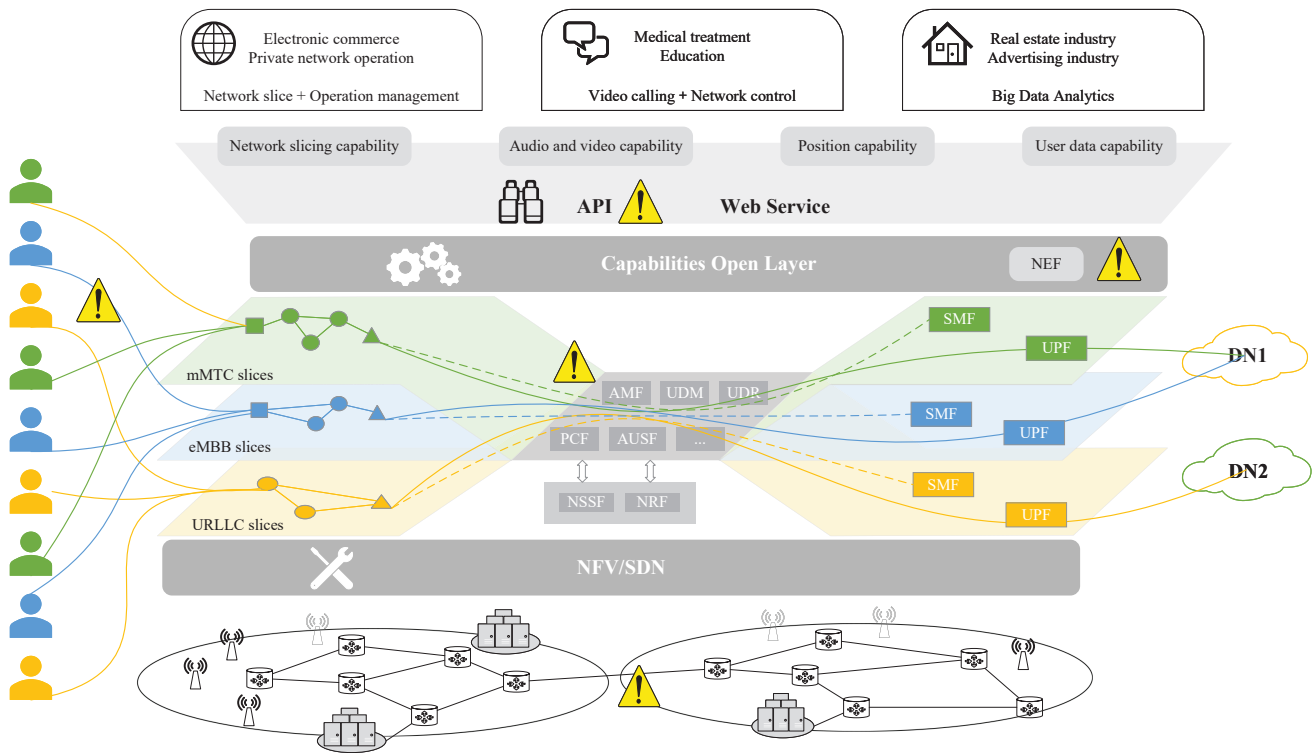 Electronic commerce
Private network operation
Network slice + Operation management
Medical treatment
Education
Video calling + Network control
Real estate industry
Advertising industry
Big Data Analytics
Network slicing capability
Audio and video capability
Position capability
User data capability
API
Web Service
Capabilities Open Layer
NEF
mMTC slices
SMF
UPF
DN1
AMF
UDM
UDR
eMBB slices
SMF
UPF
PCF
AUSF
...
DN2
URLLC slices
NSSF
NRF
SMF
UPF
NFV/SDN